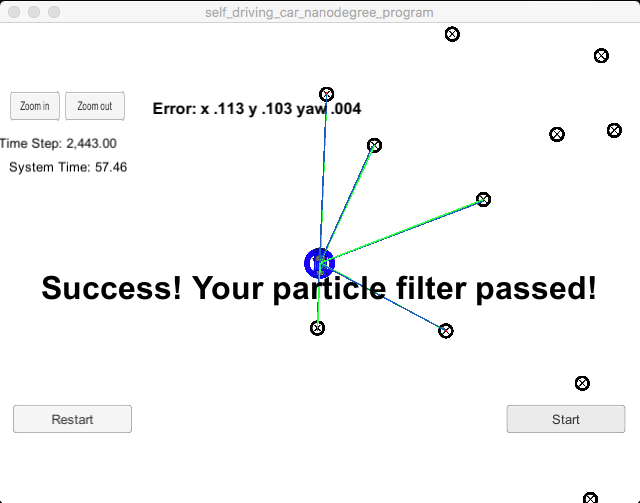 self_driving_car_nanodegree_program
Zoom in
Zoom out
Error: x .113 y .103 yaw .004
Time Step: 2,443.00
System Time: 57.46
Success! Your particle filter passed!
Restart
Start